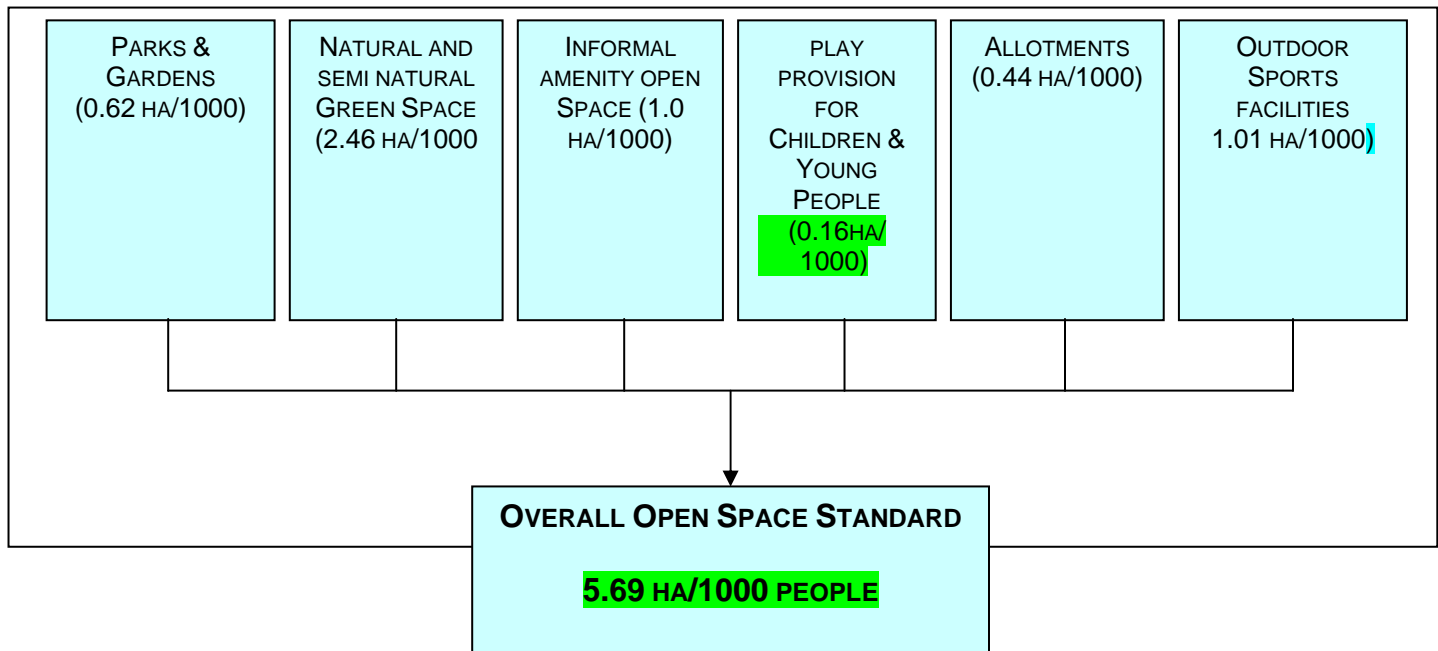 PARKS &
GARDENS
(0.62 HA/1000)
NATURAL AND
SEMI NATURAL
GREEN SPACE
(2.46 HA/1000
INFORMAL
AMENITY OPEN
SPACE (1.0
HA/1000)
PLAY
PROVISION
FOR
CHILDREN &
YOUNG
PEOPLE
(0.16HA/
1000)
ALLOTMENTS
(0.44 HA/1000)
OUTDOOR
SPORTS
FACILITIES
1.01 HA/1000)
OVERALL OPEN SPACE STANDARD
5.69 HA/1000 PEOPLE